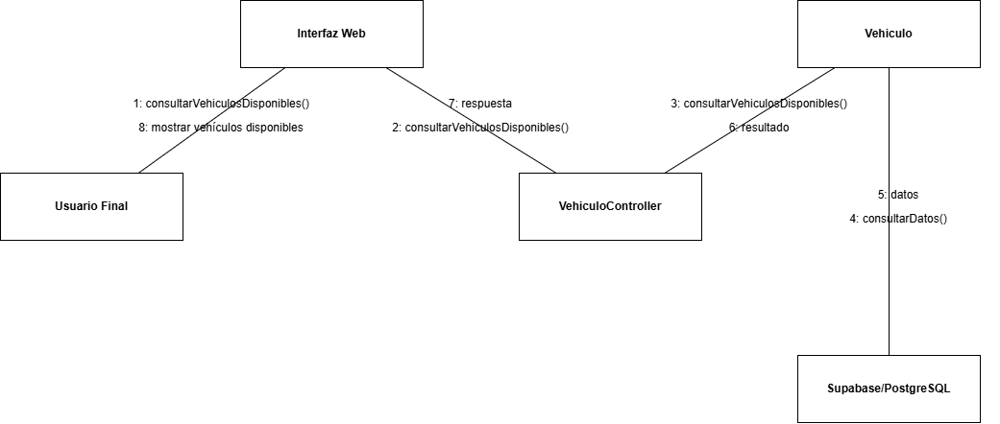 Interfaz Web
Vehiculo
1: consultarVehiculosDisponibles()
8: mostrar vehículos disponibles
7: respuesta
2: consultarVehiculosDisponibles()
3: consultarVehiculosDisponibles()
6: resultado
Usuario Final
VehiculoController
5: datos
4: consultarDatos()
Supabase/PostgreSQL